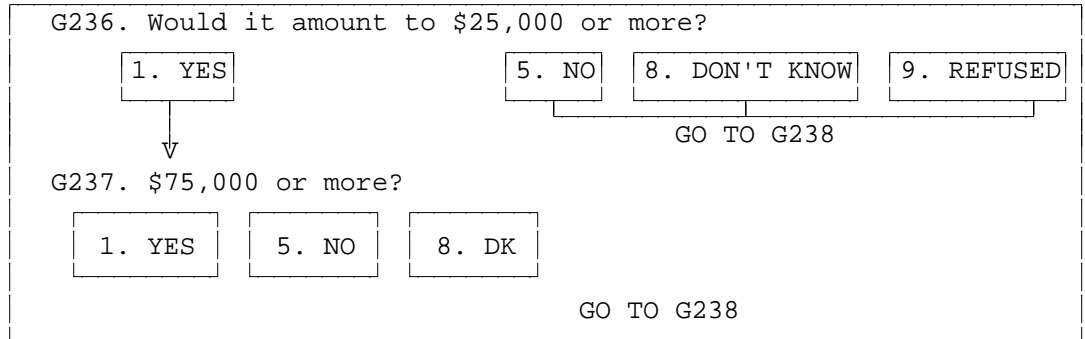 G236. Would it amount to $25,000 or more?
1. YES 5. NO 8. DON'T KNOW 9. REFUSED
GO TO G238
G237. $75,000 or more?
1. YES 5. NO 8. DK
GO TO G238